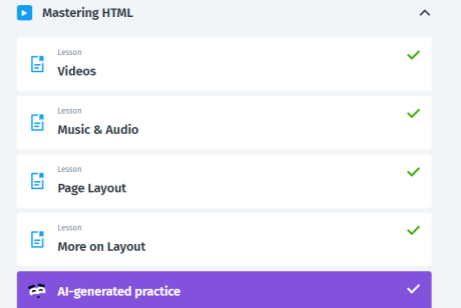 Mastering HTML
Lesson
Videos
Lesson
Music & Audio
Lesson
Page Layout
Lesson
More on Layout
AI-generated practice